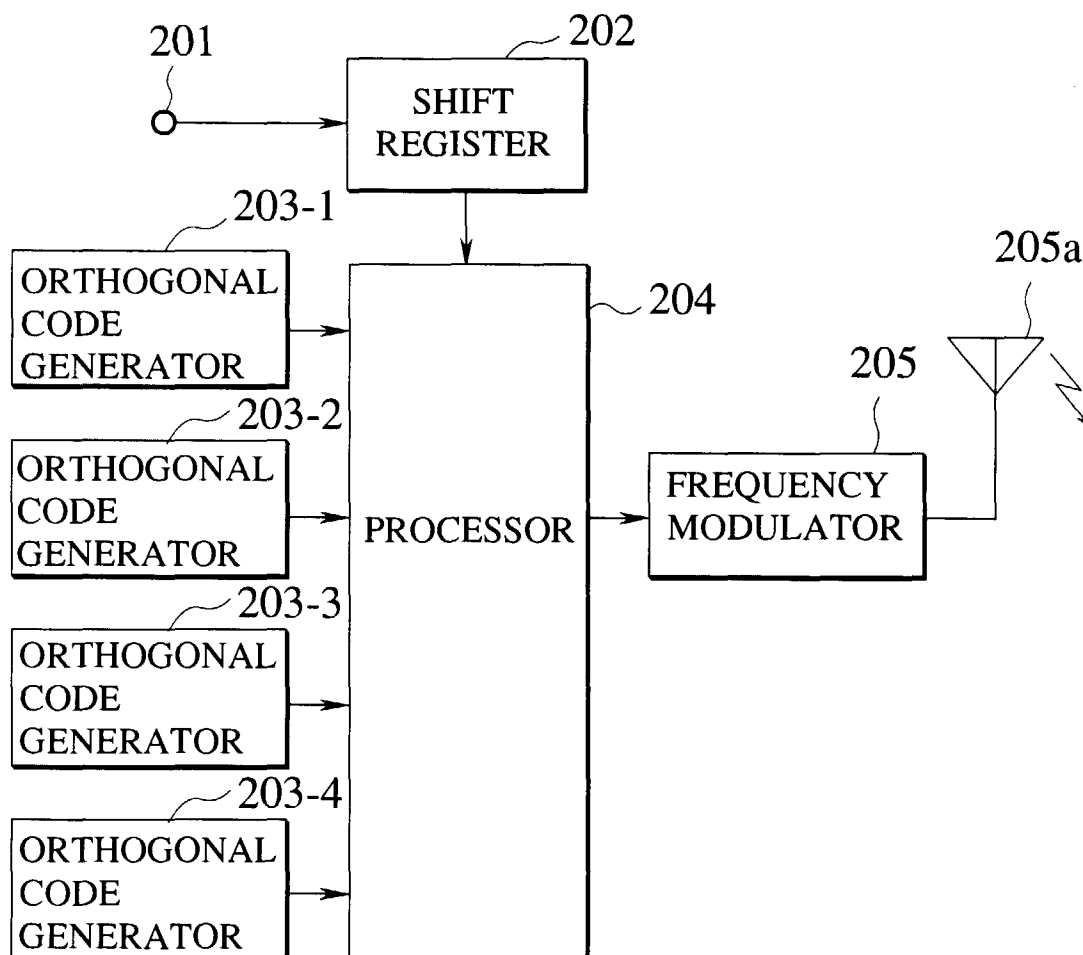 201
202
SHIFT
REGISTER
203-1
ORTHOGONAL
CODE
GENERATOR
204
205a
203-2
ORTHOGONAL
CODE
GENERATOR
PROCESSOR
205
FREQUENCY
MODULATOR
203-3
ORTHOGONAL
CODE
GENERATOR
203-4
ORTHOGONAL
CODE
GENERATOR